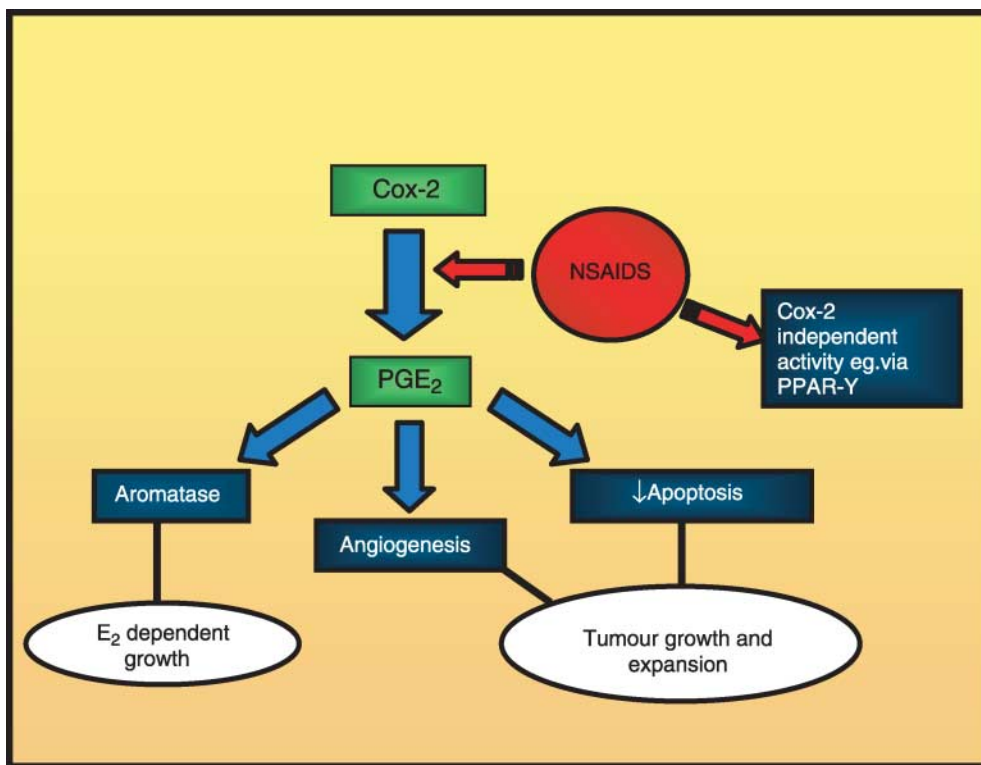 Cox-2
NSAIDS
Cox-2
independent
activity eg.via
PPAR-Y
PGE₂
Aromatase
↓Apoptosis
Angiogenesis
E₂ dependent
growth
Tumour growth and
expansion